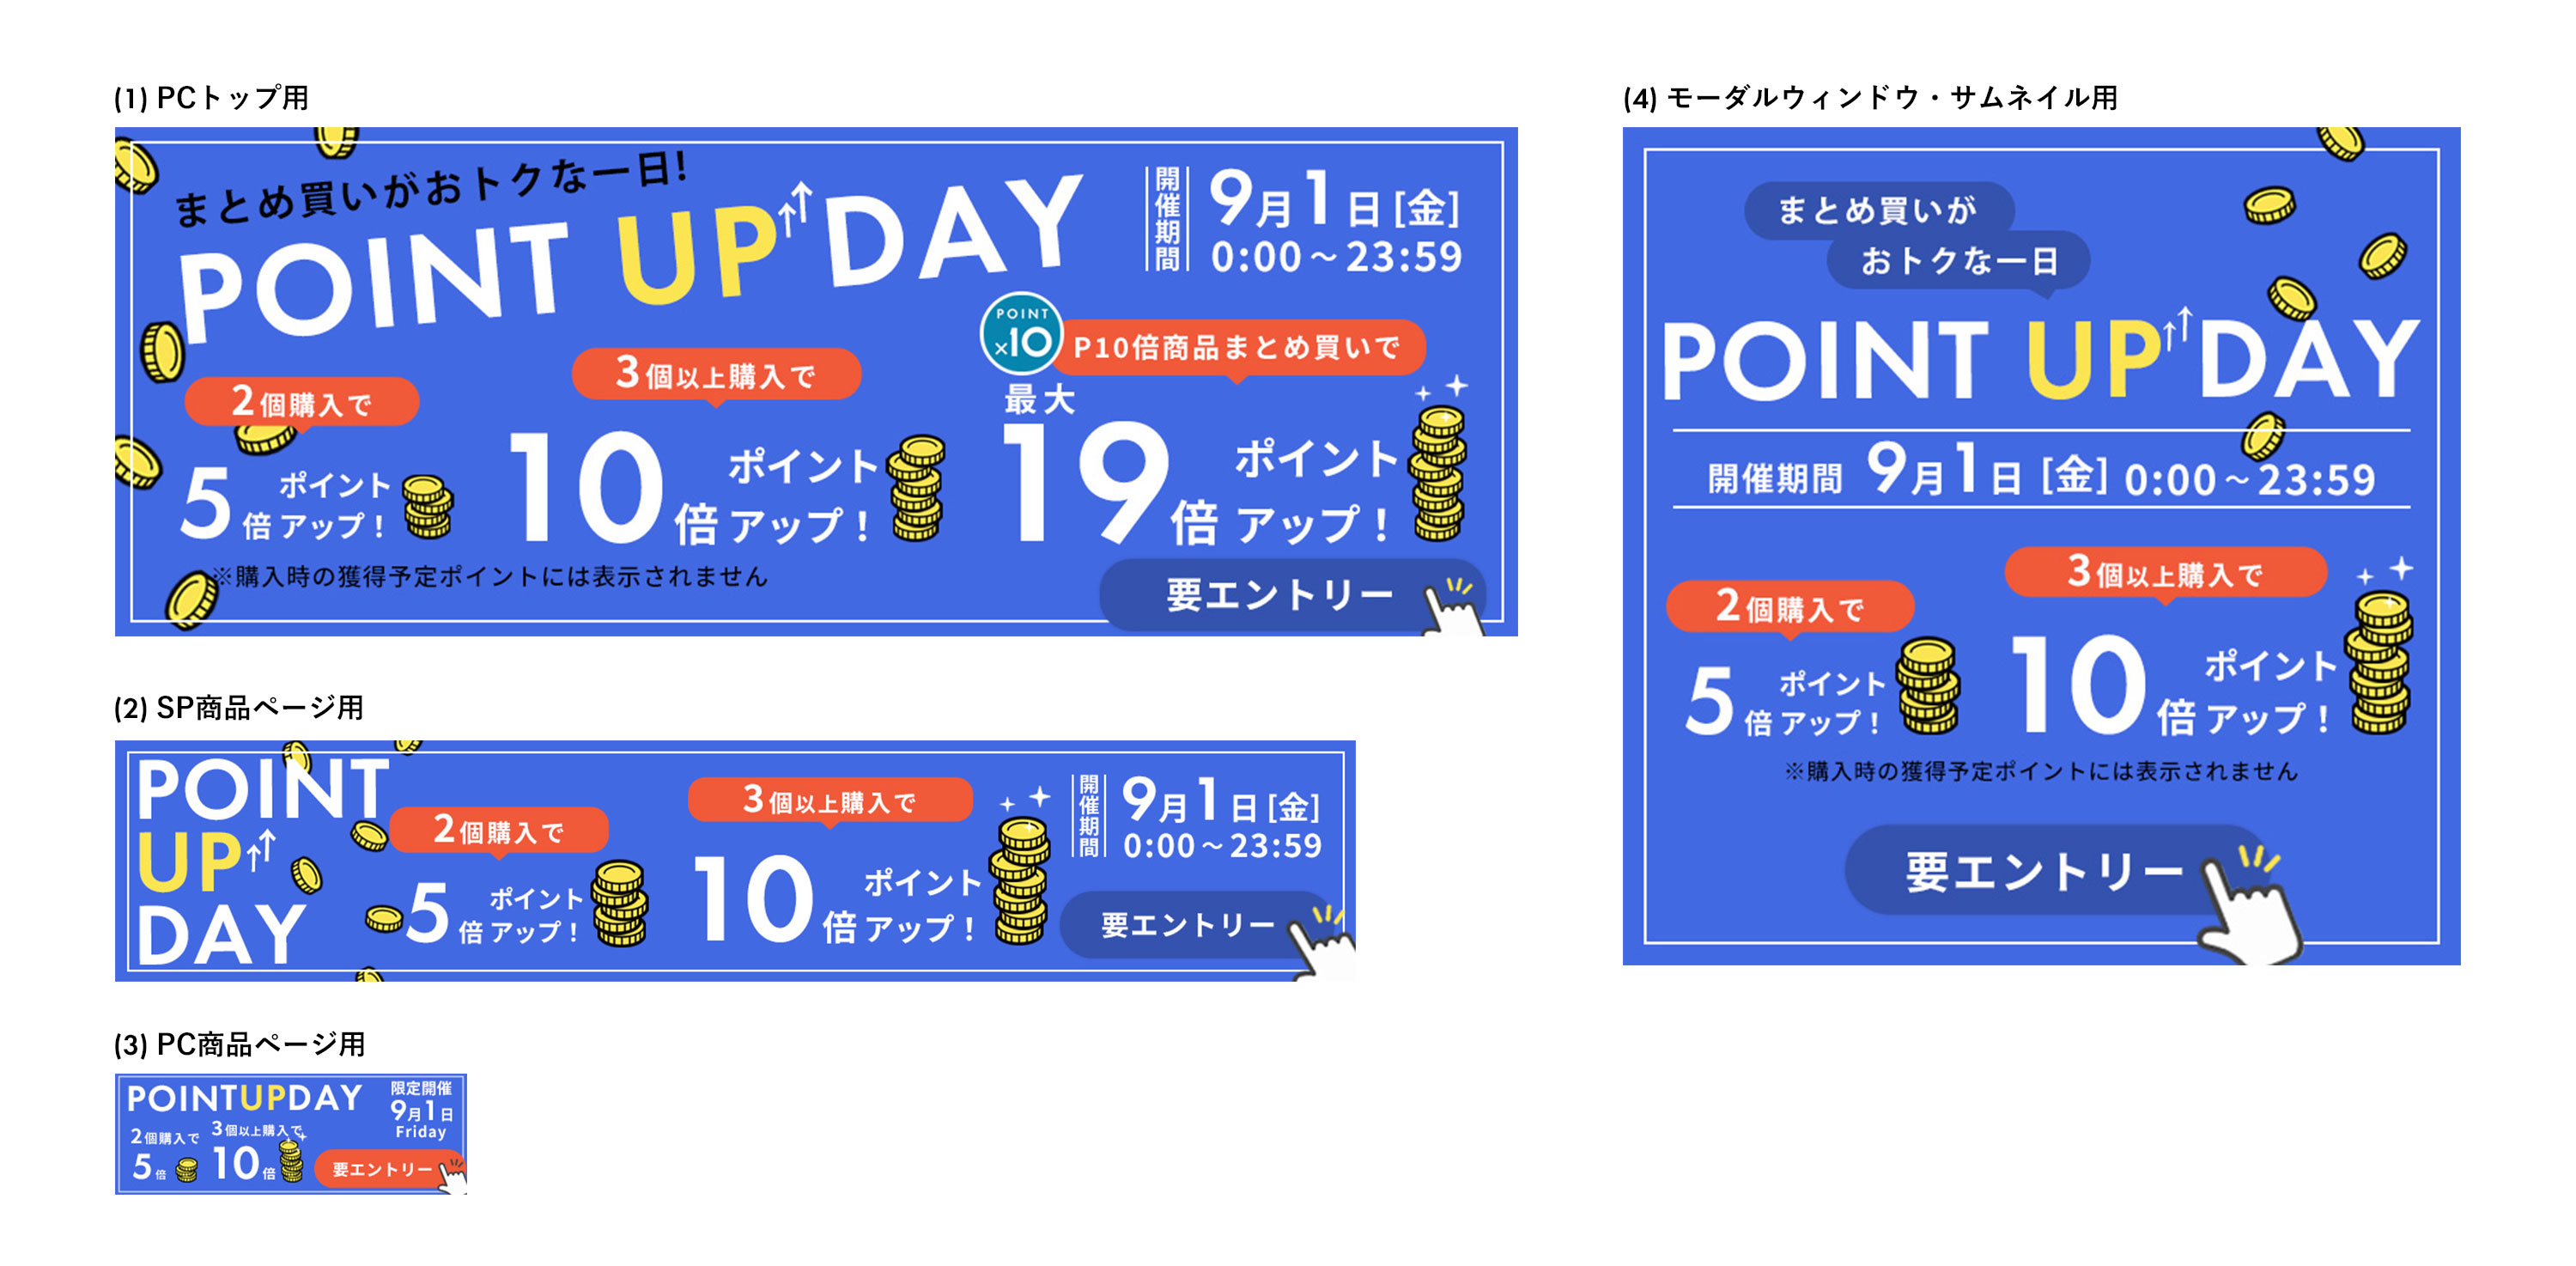 (1) PCトップ用
まとめ買いがおトクな一日!
POINT UP DAY
開催期間
9月1日[金]
0:00～23:59
2個購入で
5倍
ポイント
アップ！
3個以上購入で
10倍
ポイント
アップ！
POINT
×10
P10倍商品まとめ買いで
最大
19倍
ポイント
アップ！
※購入時の獲得予定ポイントには表示されません
要エントリー
(2) SP商品ページ用
POINT
UP
DAY
2個購入で
5倍
ポイント
アップ！
3個以上購入で
10倍
ポイント
アップ！
開催期間
9月1日[金]
0:00～23:59
要エントリー
(3) PC商品ページ用
POINTUPDAY
限定開催
9月1日
Friday
2個購入で
5倍
3個以上購入で
10倍
要エントリー
(4) モーダルウィンドウ・サムネイル用
まとめ買いが
おトクな一日
POINT UP DAY
開催期間 9月1日[金] 0:00～23:59
2個購入で
5倍
ポイント
アップ！
3個以上購入で
10倍
ポイント
アップ！
※購入時の獲得予定ポイントには表示されません
要エントリー